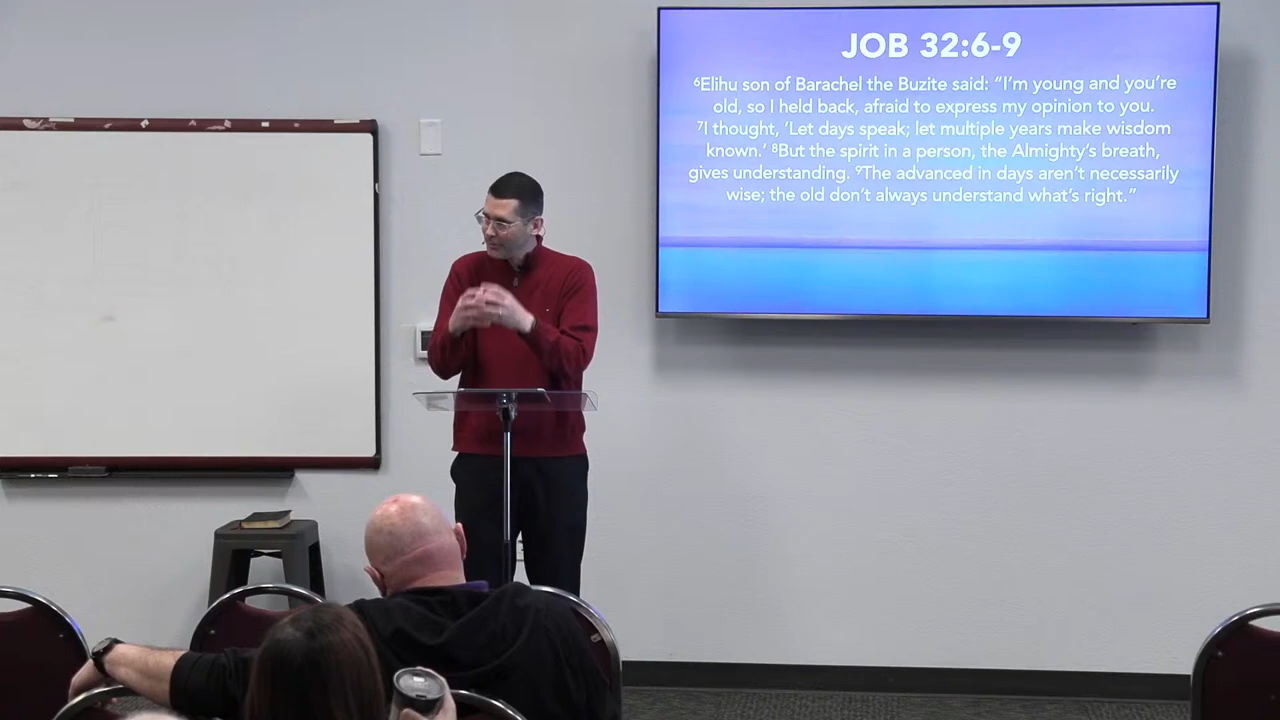 JOB 32:6-9
⁶Elihu son of Barachel the Buzite said: “I’m young and you’re
old, so I held back, afraid to express my opinion to you.
⁷I thought, ‘Let days speak; let multiple years make wisdom
known.’ ⁸But the spirit in a person, the Almighty’s breath,
gives understanding. ⁹The advanced in days aren’t necessarily
wise; the old don’t always understand what’s right.”